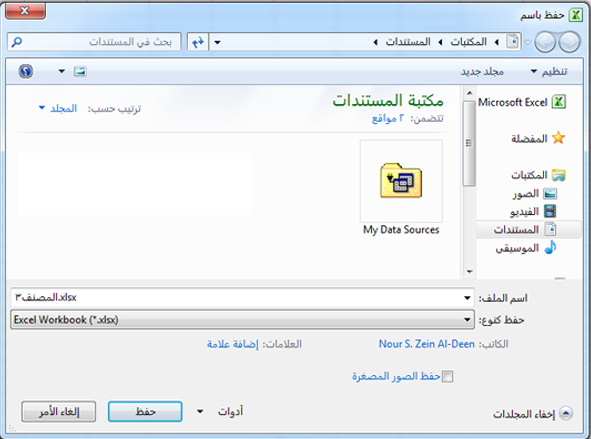 حفظ باسم
المكتبات ◄ المستندات ◄
بحث في المستندات
تنظيم ▼ مجلد جديد
Microsoft Excel
المفضلة
المكتبات
الصور
الفيديو
المستندات
الموسيقى
مكتبة المستندات
تتضمن: ٢ مواقع
ترتيب حسب: المجلد ▼
My Data Sources
اسم الملف: المصنف٣.xlsx
حفظ كنوع: Excel Workbook (*.xlsx)
الكاتب: Nour S. Zein Al-Deen العلامات: إضافة علامة
حفظ الصور المصغرة
إخفاء المجلدات أدوات ▼ حفظ إلغاء الأمر